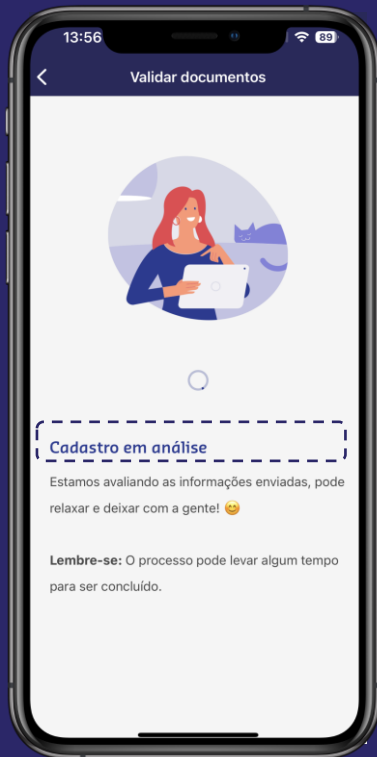 13:56
89
Validar documentos
Cadastro em análise
Estamos avaliando as informações enviadas, pode
relaxar e deixar com a gente! 😊
Lembre-se: O processo pode levar algum tempo
para ser concluído.